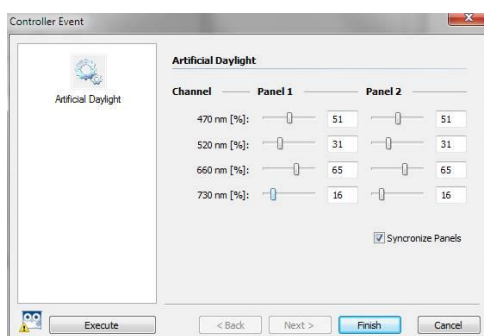 Controller Event
Artificial Daylight
Artificial Daylight
Channel Panel 1 Panel 2
470 nm [%]: 51 51
520 nm [%]: 31 31
660 nm [%]: 65 65
730 nm [%]: 16 16
Syncronize Panels
Execute < Back Next > Finish Cancel